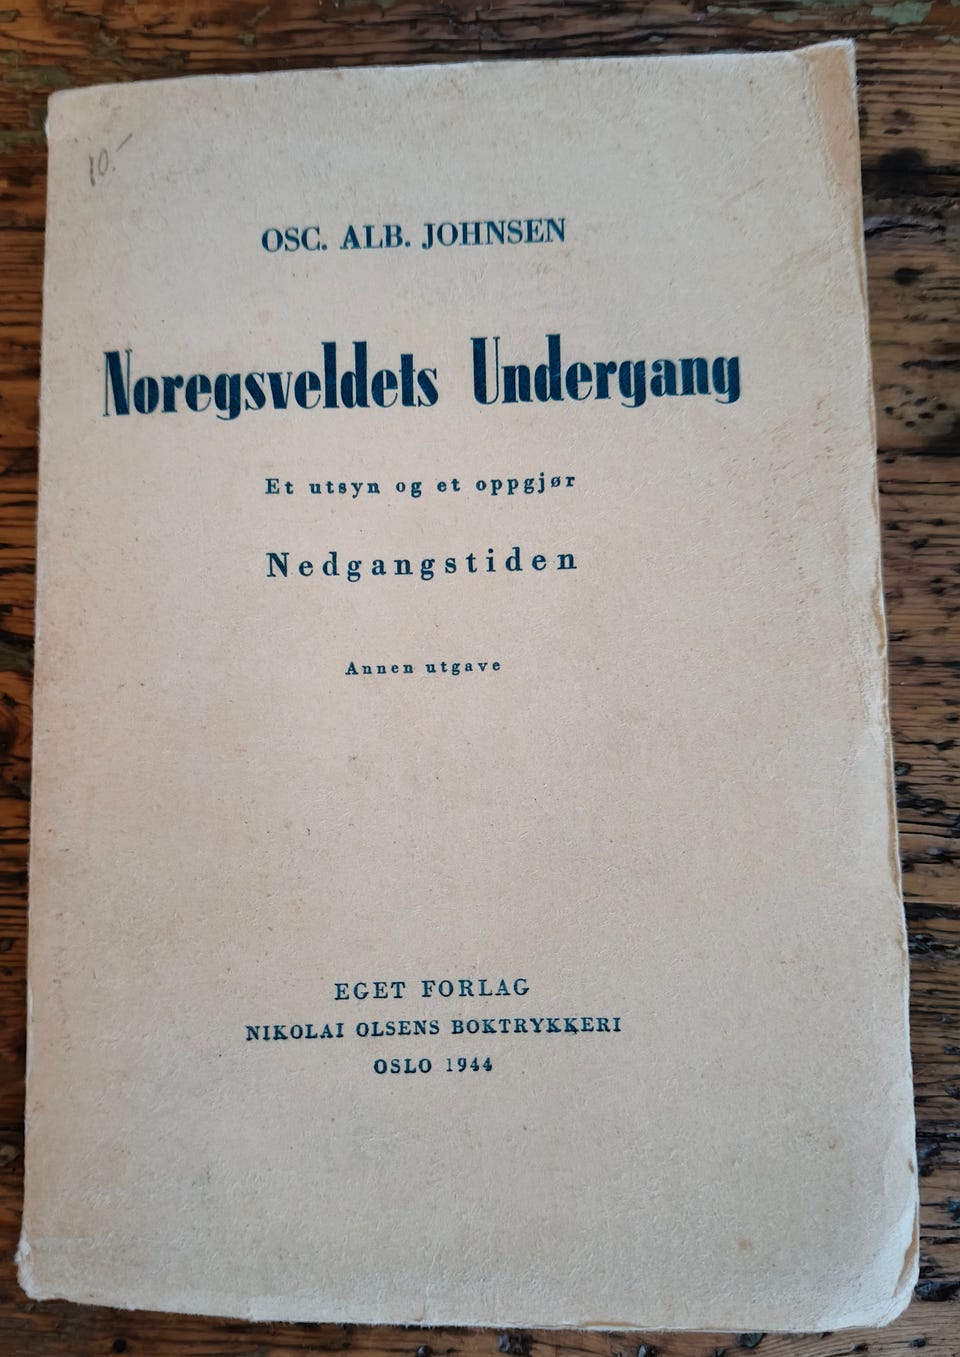 10.-
OSC. ALB. JOHNSEN
Noregsveldets Undergang
Et utsyn og et oppgjør
Nedgangstiden
Annen utgave
EGET FORLAG
NIKOLAI OLSENS BOKTRYKKERI
OSLO 1944